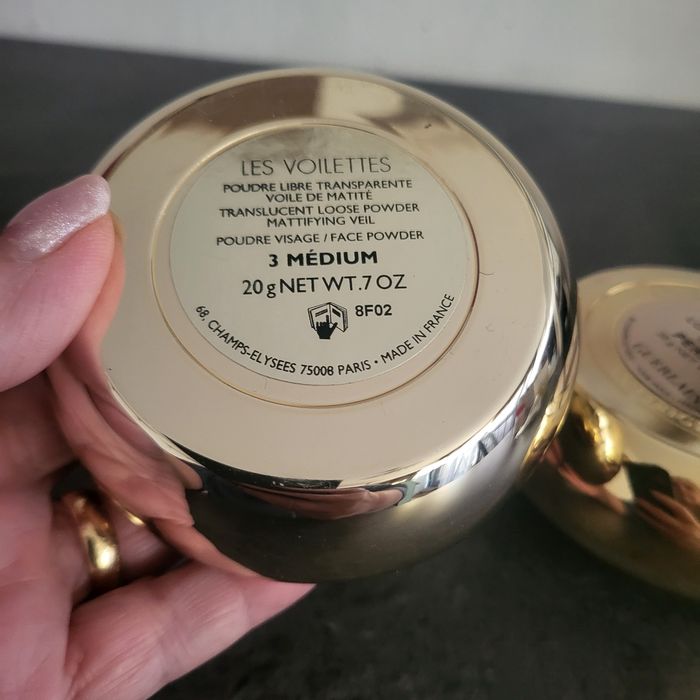 LES VOILETTES
POUDRE LIBRE TRANSPARENTE
VOILE DE MATITÉ
TRANSLUCENT LOOSE POWDER
MATTIFYING VEIL
POUDRE VISAGE / FACE POWDER
3 MÉDIUM
20 g NET WT .7 OZ
8F02
68, CHAMPS-ELYSEES 75008 PARIS • MADE IN FRANCE
GUERLAIN